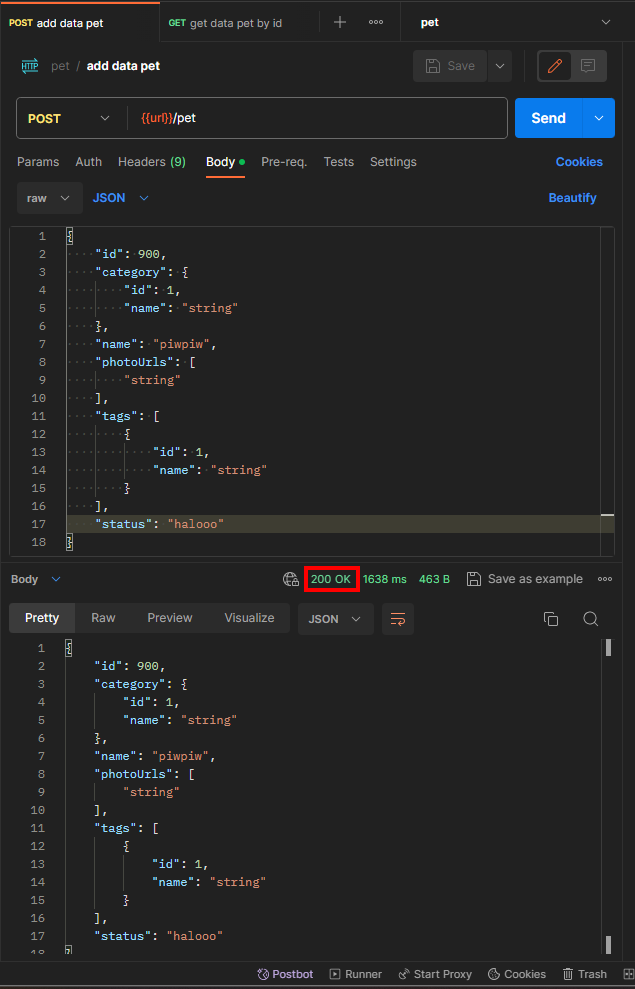 POST add data pet GET get data pet by id pet
HTTP pet / add data pet Save
POST {{url}}/pet Send
Params Auth Headers (9) Body Pre-req. Tests Settings Cookies
raw JSON Beautify
1 {
2 "id": 900,
3 "category": {
4 "id": 1,
5 "name": "string"
6 },
7 "name": "piwpiw",
8 "photoUrls": [
9 "string"
10 ],
11 "tags": [
12 {
13 "id": 1,
14 "name": "string"
15 }
16 ],
17 "status": "halooo"
18 }
Body 200 OK 1638 ms 463 B Save as example
Pretty Raw Preview Visualize JSON
1 {
2 "id": 900,
3 "category": {
4 "id": 1,
5 "name": "string"
6 },
7 "name": "piwpiw",
8 "photoUrls": [
9 "string"
10 ],
11 "tags": [
12 {
13 "id": 1,
14 "name": "string"
15 }
16 ],
17 "status": "halooo"
18 }
Postbot Runner Start Proxy Cookies Trash